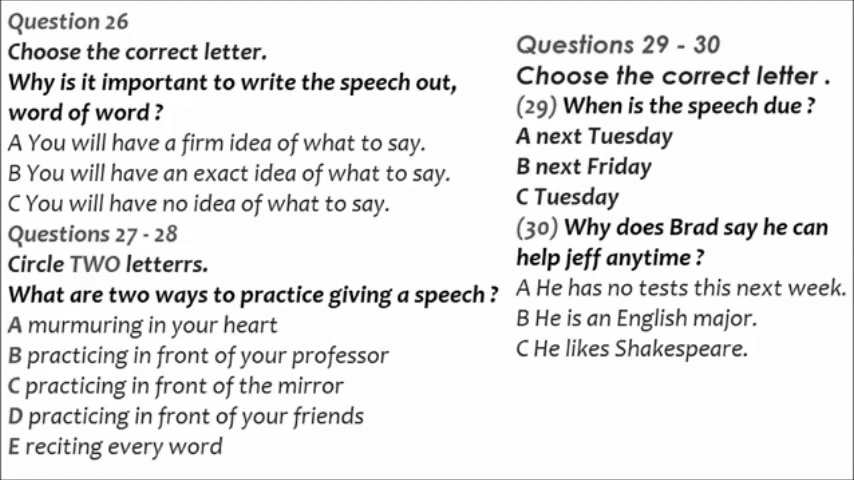 Question 26
Choose the correct letter.
Why is it important to write the speech out,
word of word ?
A You will have a firm idea of what to say.
B You will have an exact idea of what to say.
C You will have no idea of what to say.
Questions 27 - 28
Circle TWO letterrs.
What are two ways to practice giving a speech ?
A murmuring in your heart
B practicing in front of your professor
C practicing in front of the mirror
D practicing in front of your friends
E reciting every word
Questions 29 - 30
Choose the correct letter .
(29) When is the speech due ?
A next Tuesday
B next Friday
C Tuesday
(30) Why does Brad say he can
help jeff anytime ?
A He has no tests this next week.
B He is an English major.
C He likes Shakespeare.